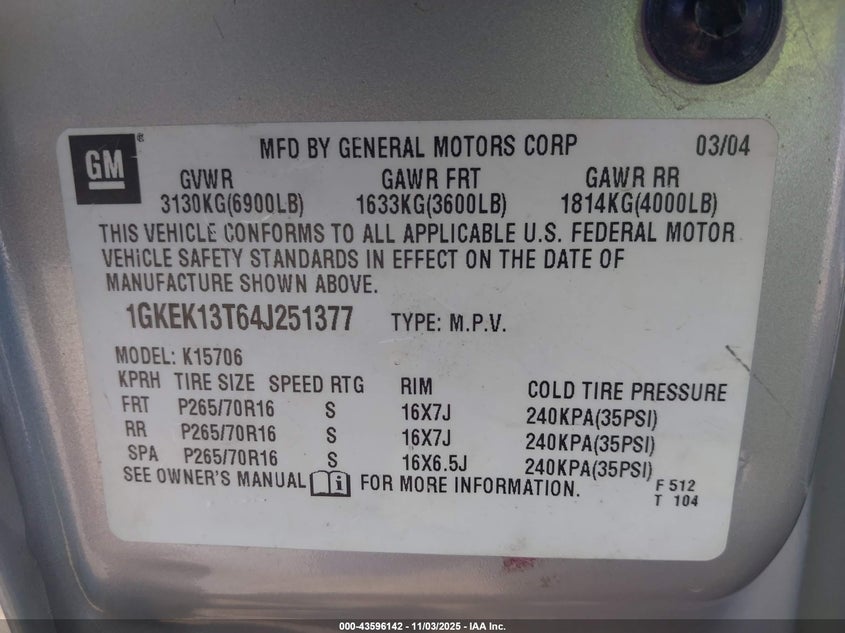 GM®
MFD BY GENERAL MOTORS CORP 03/04
GVWR GAWR FRT GAWR RR
3130KG(6900LB) 1633KG(3600LB) 1814KG(4000LB)
THIS VEHICLE CONFORMS TO ALL APPLICABLE U.S. FEDERAL MOTOR
VEHICLE SAFETY STANDARDS IN EFFECT ON THE DATE OF
MANUFACTURE SHOWN ABOVE.
1GKEK13T64J251377 TYPE: M.P.V.
MODEL: K15706
KPRH TIRE SIZE SPEED RTG RIM COLD TIRE PRESSURE
FRT P265/70R16 S 16X7J 240KPA(35PSI)
RR P265/70R16 S 16X7J 240KPA(35PSI)
SPA P265/70R16 S 16X6.5J 240KPA(35PSI)
SEE OWNER'S MANUAL i FOR MORE INFORMATION.
F 512
T 104
000-43596142 - 11/03/2025 - IAA Inc.